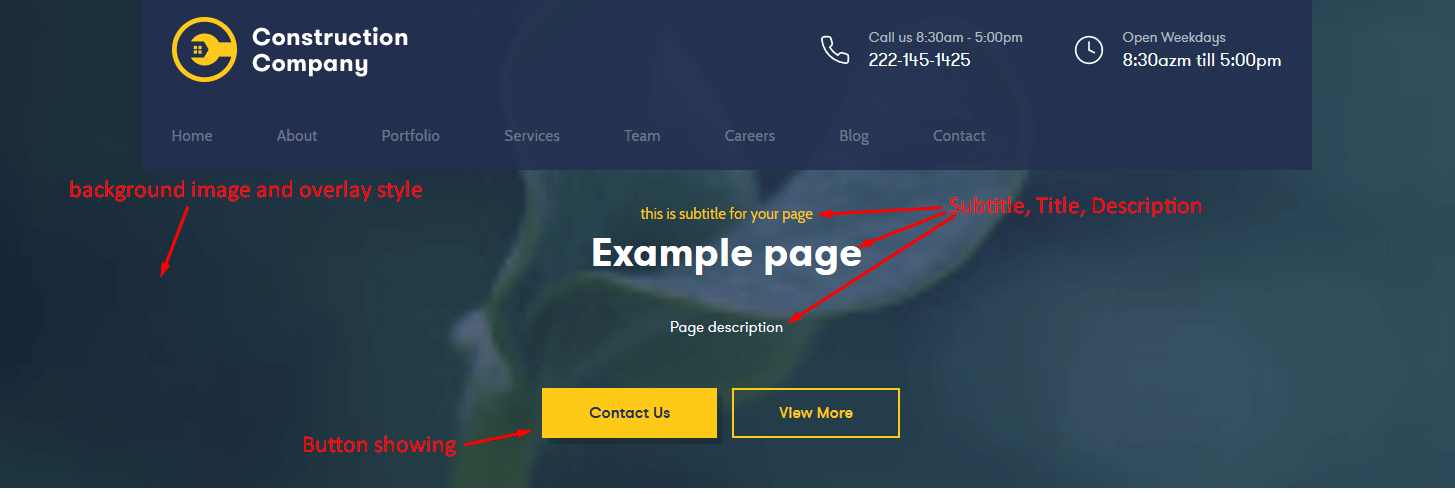 Construction
Company
Call us 8:30am - 5:00pm
222-145-1425
Open Weekdays
8:30azm till 5:00pm
Home
About
Portfolio
Services
Team
Careers
Blog
Contact
background image and overlay style
this is subtitle for your page
Subtitle, Title, Description
Example page
Page description
Contact Us
VIew More
Button showing